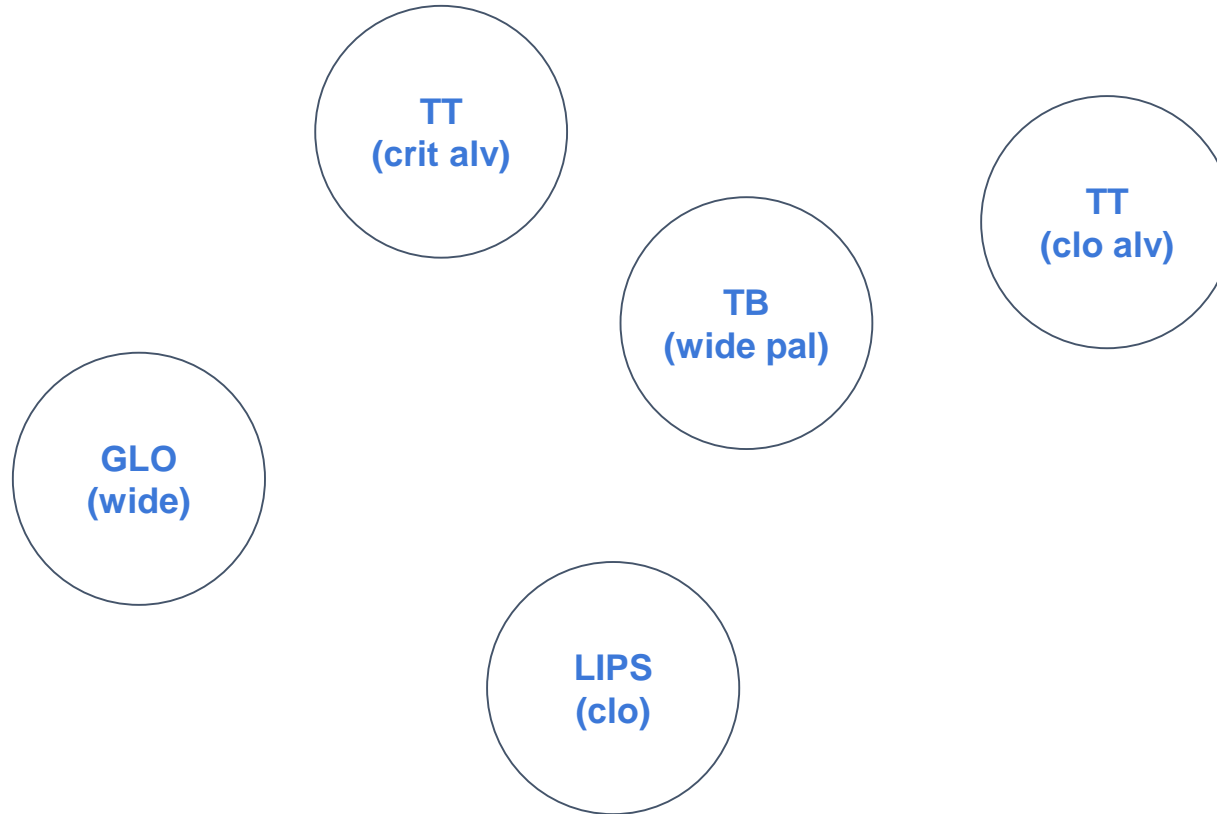 TT
(crit alv)
TT
(clo alv)
TB
(wide pal)
GLO
(wide)
LIPS
(clo)